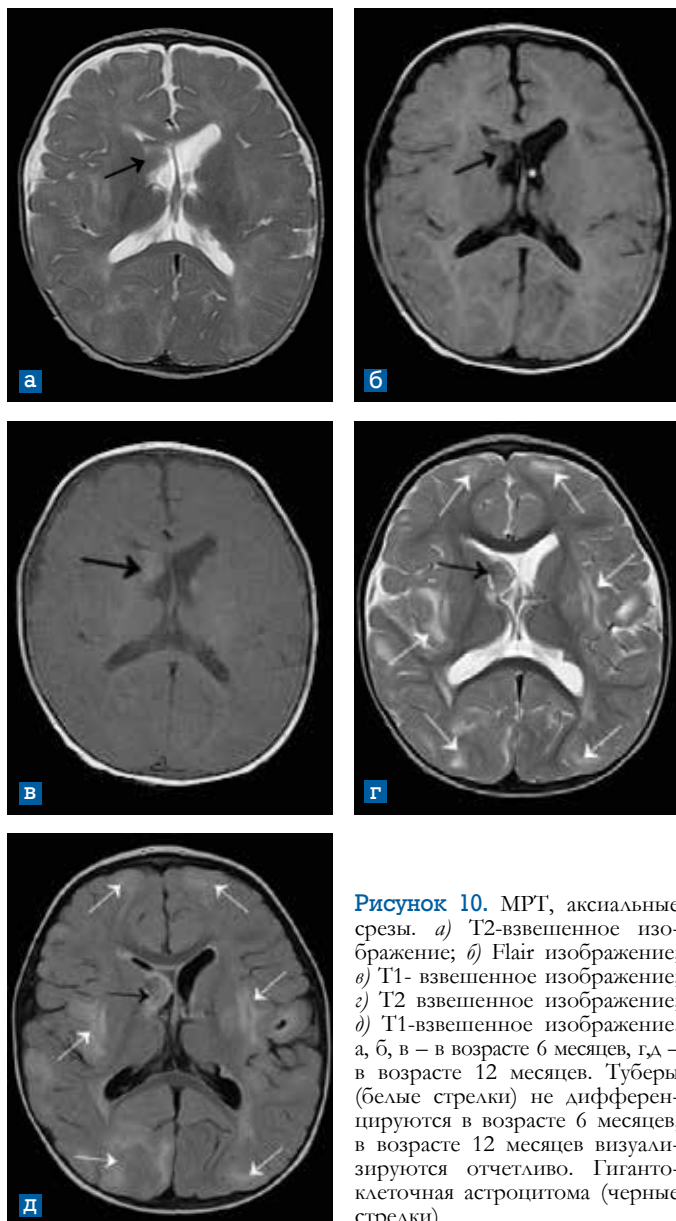 а
б
в
г
д
Рисунок 10. МРТ, аксиальные
срезы. а) Т2-взвешенное изо-
бражение; б) Flair изображение;
в) Т1- взвешенное изображение;
г) Т2 взвешенное изображение;
д) Т1-взвешенное изображение.
а, б, в – в возрасте 6 месяцев, г,д –
в возрасте 12 месяцев. Туберы
(белые стрелки) не дифферен-
цируются в возрасте 6 месяцев,
в возрасте 12 месяцев визуали-
зируются отчетливо. Гиганто-
клеточная астроцитома (черные
стрелки)